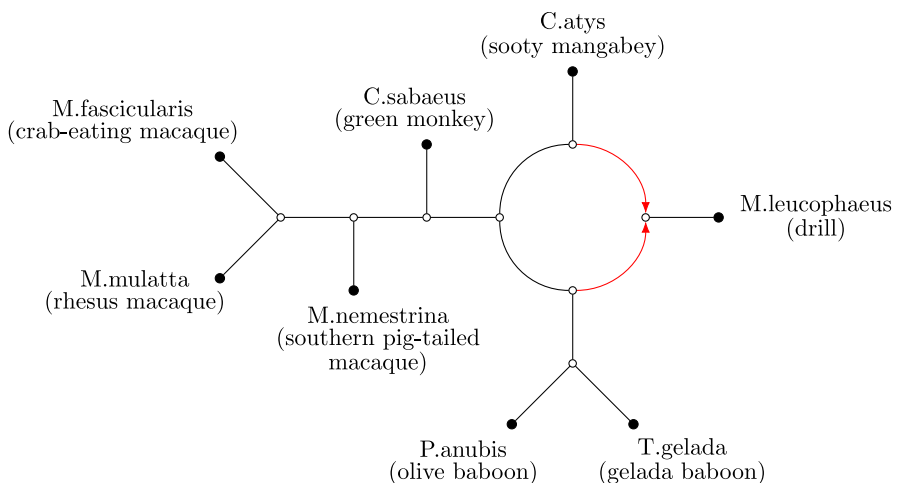 C.atys
(sooty mangabey)
M.fascicularis
(crab-eating macaque)
C.sabaeus
(green monkey)
M.leucophaeus
(drill)
M.mulatta
(rhesus macaque)
M.nemestrina
(southern pig-tailed
macaque)
P.anubis
(olive baboon)
T.gelada
(gelada baboon)